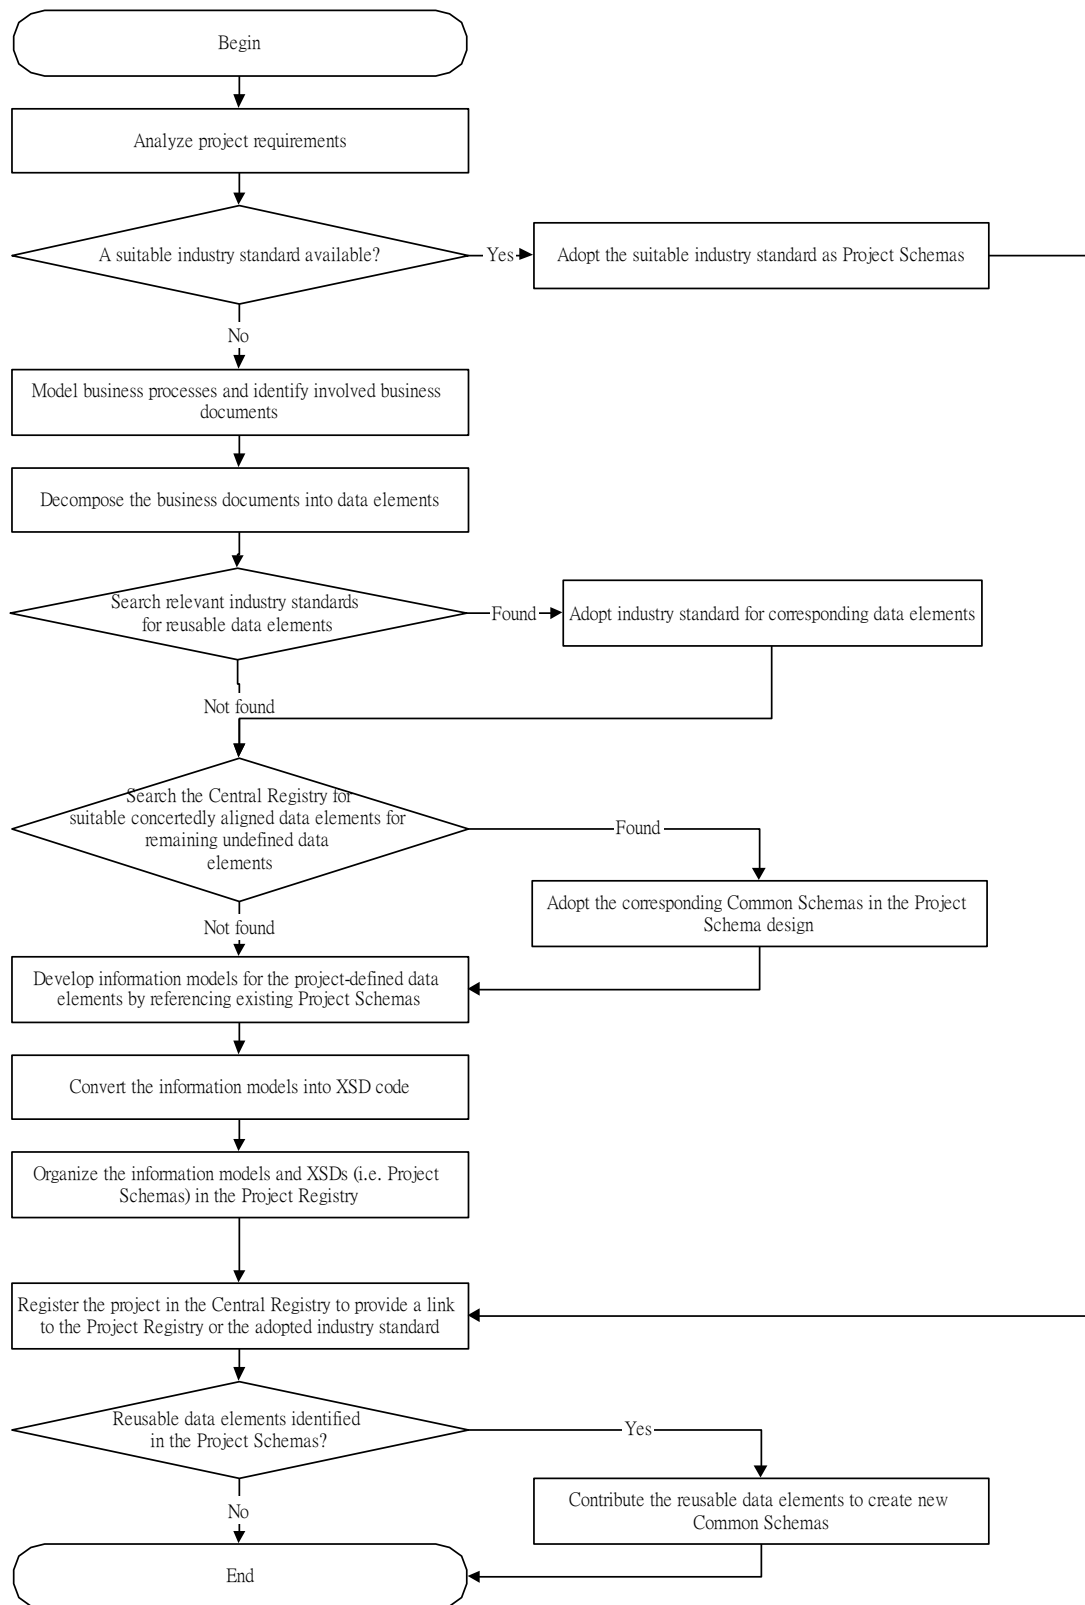 Begin
Analyze project requirements
A suitable industry standard available?
Yes
Adopt the suitable industry standard as Project Schemas
No
Model business processes and identify involved business
documents
Decompose the business documents into data elements
Search relevant industry standards
for reusable data elements
Found
Adopt industry standard for corresponding data elements
Not found
Search the Central Registry for
suitable concertedly aligned data elements for
remaining undefined data
elements
Found
Adopt the corresponding Common Schemas in the Project
Schema design
Not found
Develop information models for the project-defined data
elements by referencing existing Project Schemas
Convert the information models into XSD code
Organize the information models and XSDs (i.e. Project
Schemas) in the Project Registry
Register the project in the Central Registry to provide a link
to the Project Registry or the adopted industry standard
Reusable data elements identified
in the Project Schemas?
Yes
Contribute the reusable data elements to create new
Common Schemas
No
End